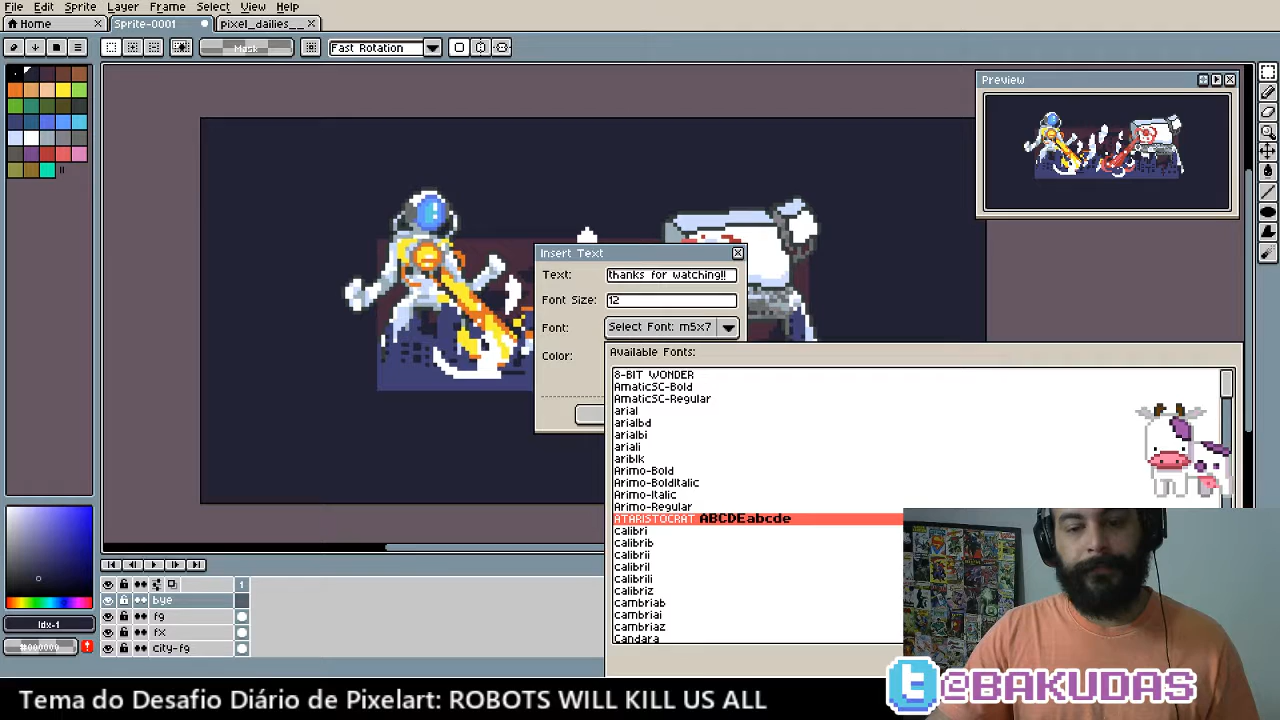 File Edit Sprite Layer Frame Select View Help
Home Sprite-0001 pixel_dailies_
Mask Fast Rotation
Preview
Insert Text
Text: thanks for watching!!
Font Size: 12
Font: Select Font: m5x7
Color:
Available Fonts:
8-BIT WONDER
AmaticSC-Bold
AmaticSC-Regular
arial
arialbd
arialbi
ariali
ariblk
Arimo-Bold
Arimo-BoldItalic
Arimo-Italic
Arimo-Regular
ATARISTOCRAT ABCDEabcde
calibri
calibrib
calibrii
calibril
calibrili
calibriz
cambriab
cambriai
cambriaz
Candara
1
bye
fg
fx
city-fg
Idx-1
#000000
Tema do Desafio Diário de Pixelart: ROBOTS WILL KILL US ALL
@BAKUDAS